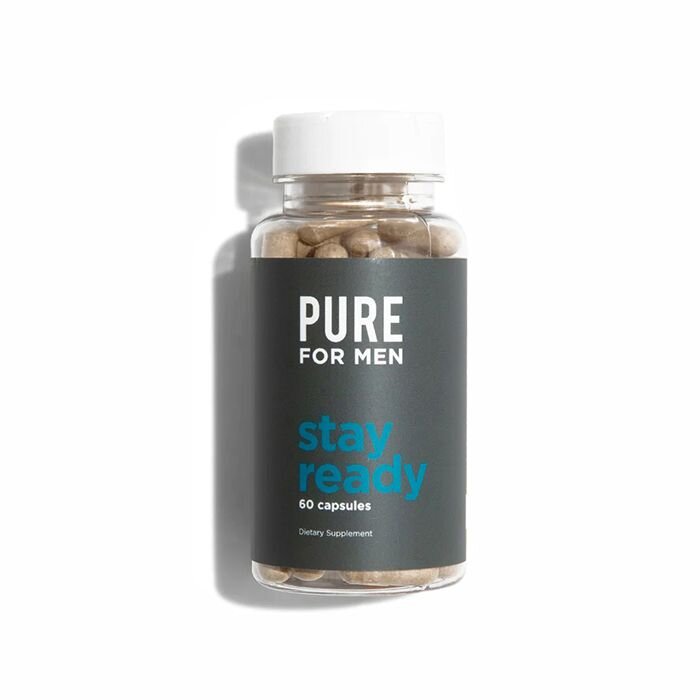 PURE
FOR MEN
stay
ready
60 capsules
Dietary Supplement